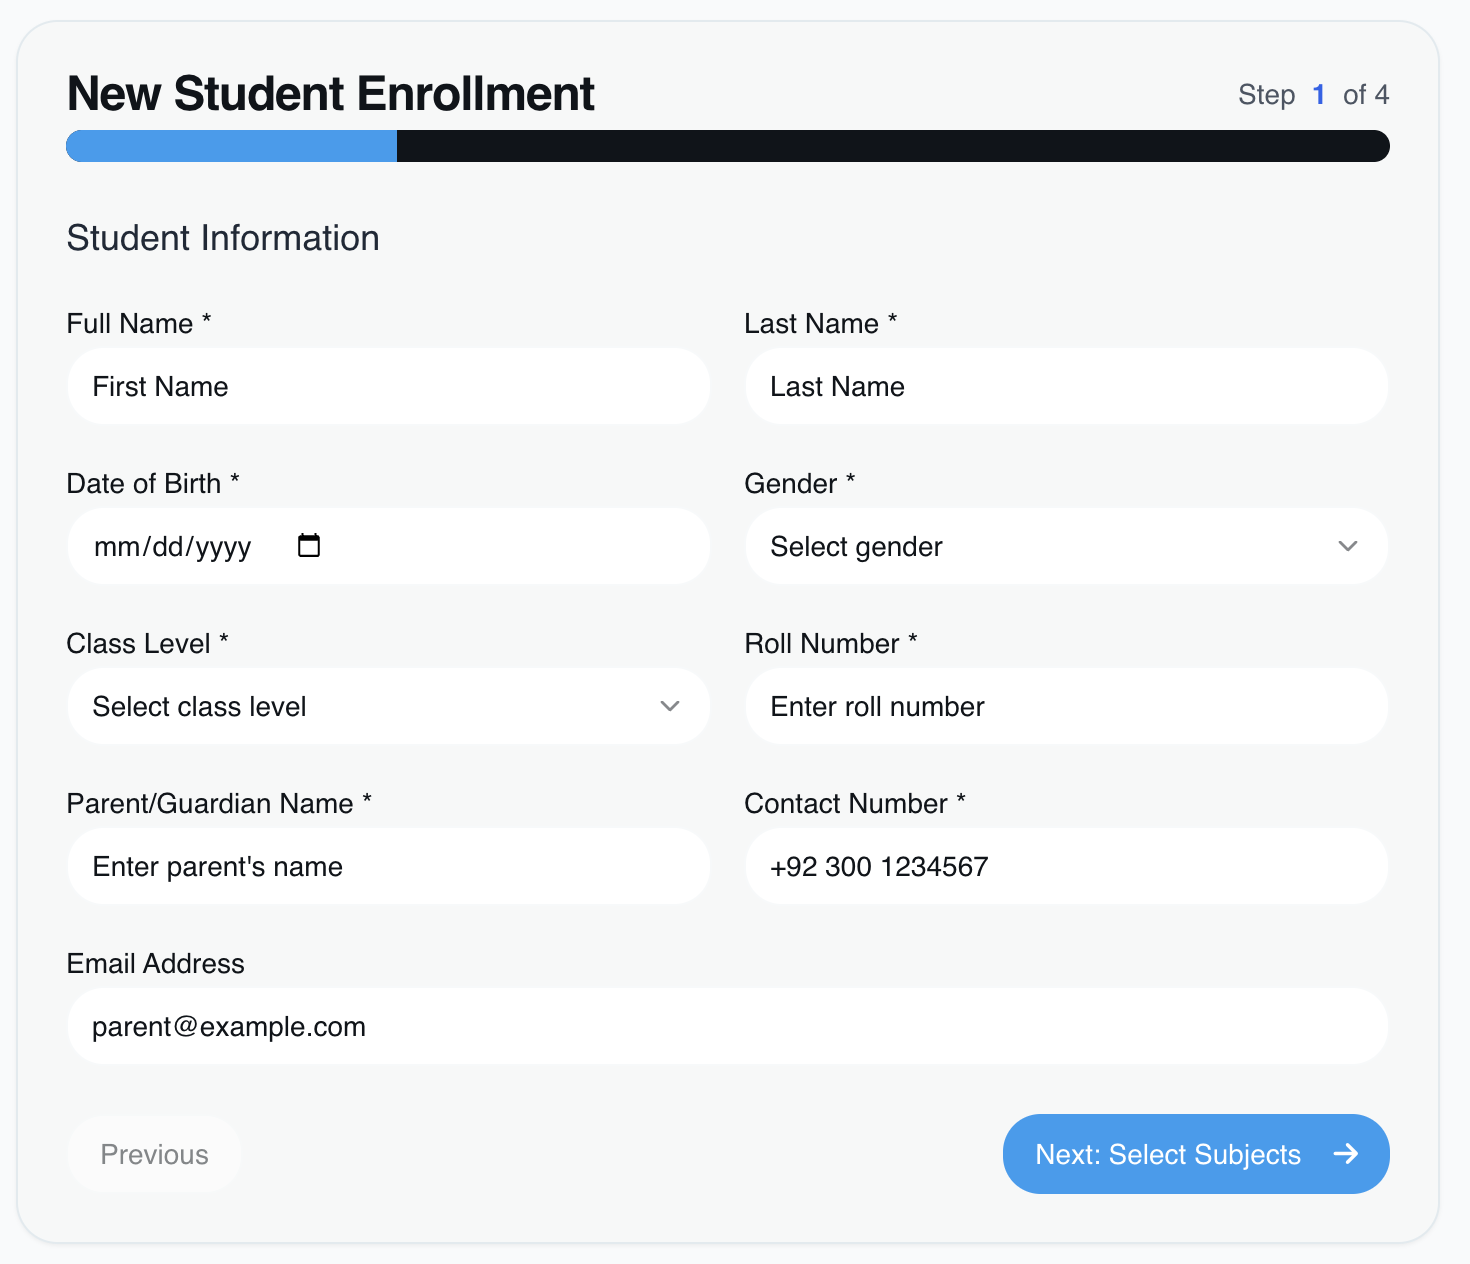 New Student Enrollment
Step 1 of 4
Student Information
Full Name *
Last Name *
First Name
Last Name
Date of Birth *
Gender *
mm/dd/yyyy
Select gender
Class Level *
Roll Number *
Select class level
Enter roll number
Parent/Guardian Name *
Contact Number *
Enter parent's name
+92 300 1234567
Email Address
parent@example.com
Previous
Next: Select Subjects →